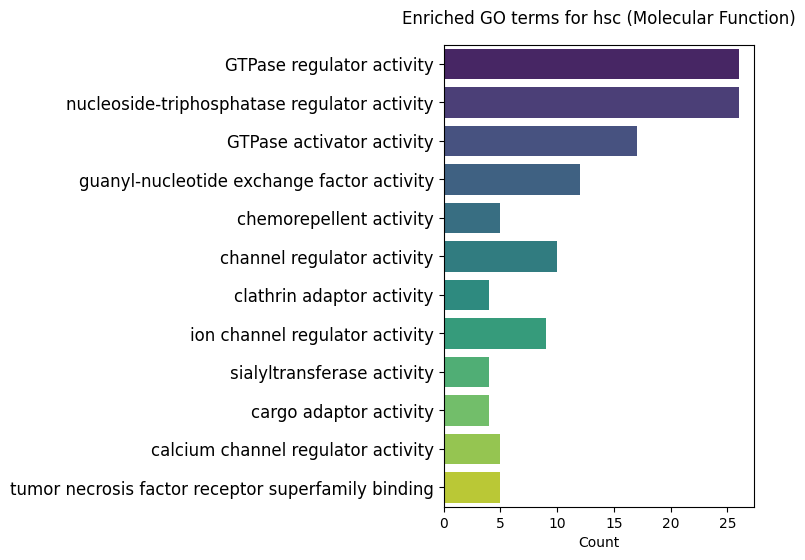 Enriched GO terms for hsc (Molecular Function)
GTPase regulator activity
nucleoside-triphosphatase regulator activity
GTPase activator activity
guanyl-nucleotide exchange factor activity
chemorepellent activity
channel regulator activity
clathrin adaptor activity
ion channel regulator activity
sialyltransferase activity
cargo adaptor activity
calcium channel regulator activity
tumor necrosis factor receptor superfamily binding
0 5 10 15 20 25
Count